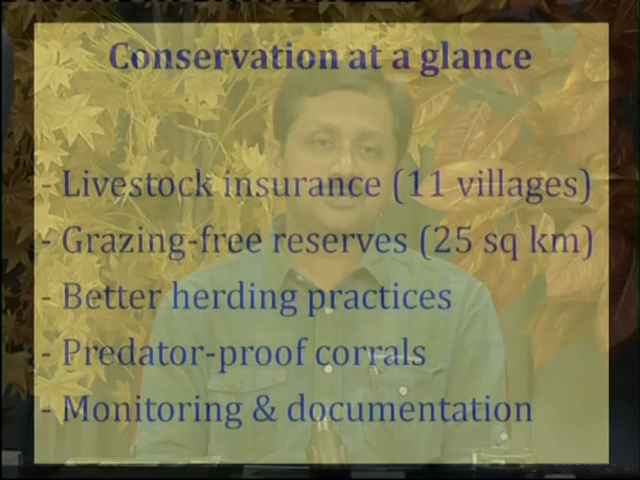 Conservation at a glance
- Livestock insurance (11 villages)
- Grazing-free reserves (25 sq km)
- Better herding practices
- Predator-proof corrals
- Monitoring & documentation